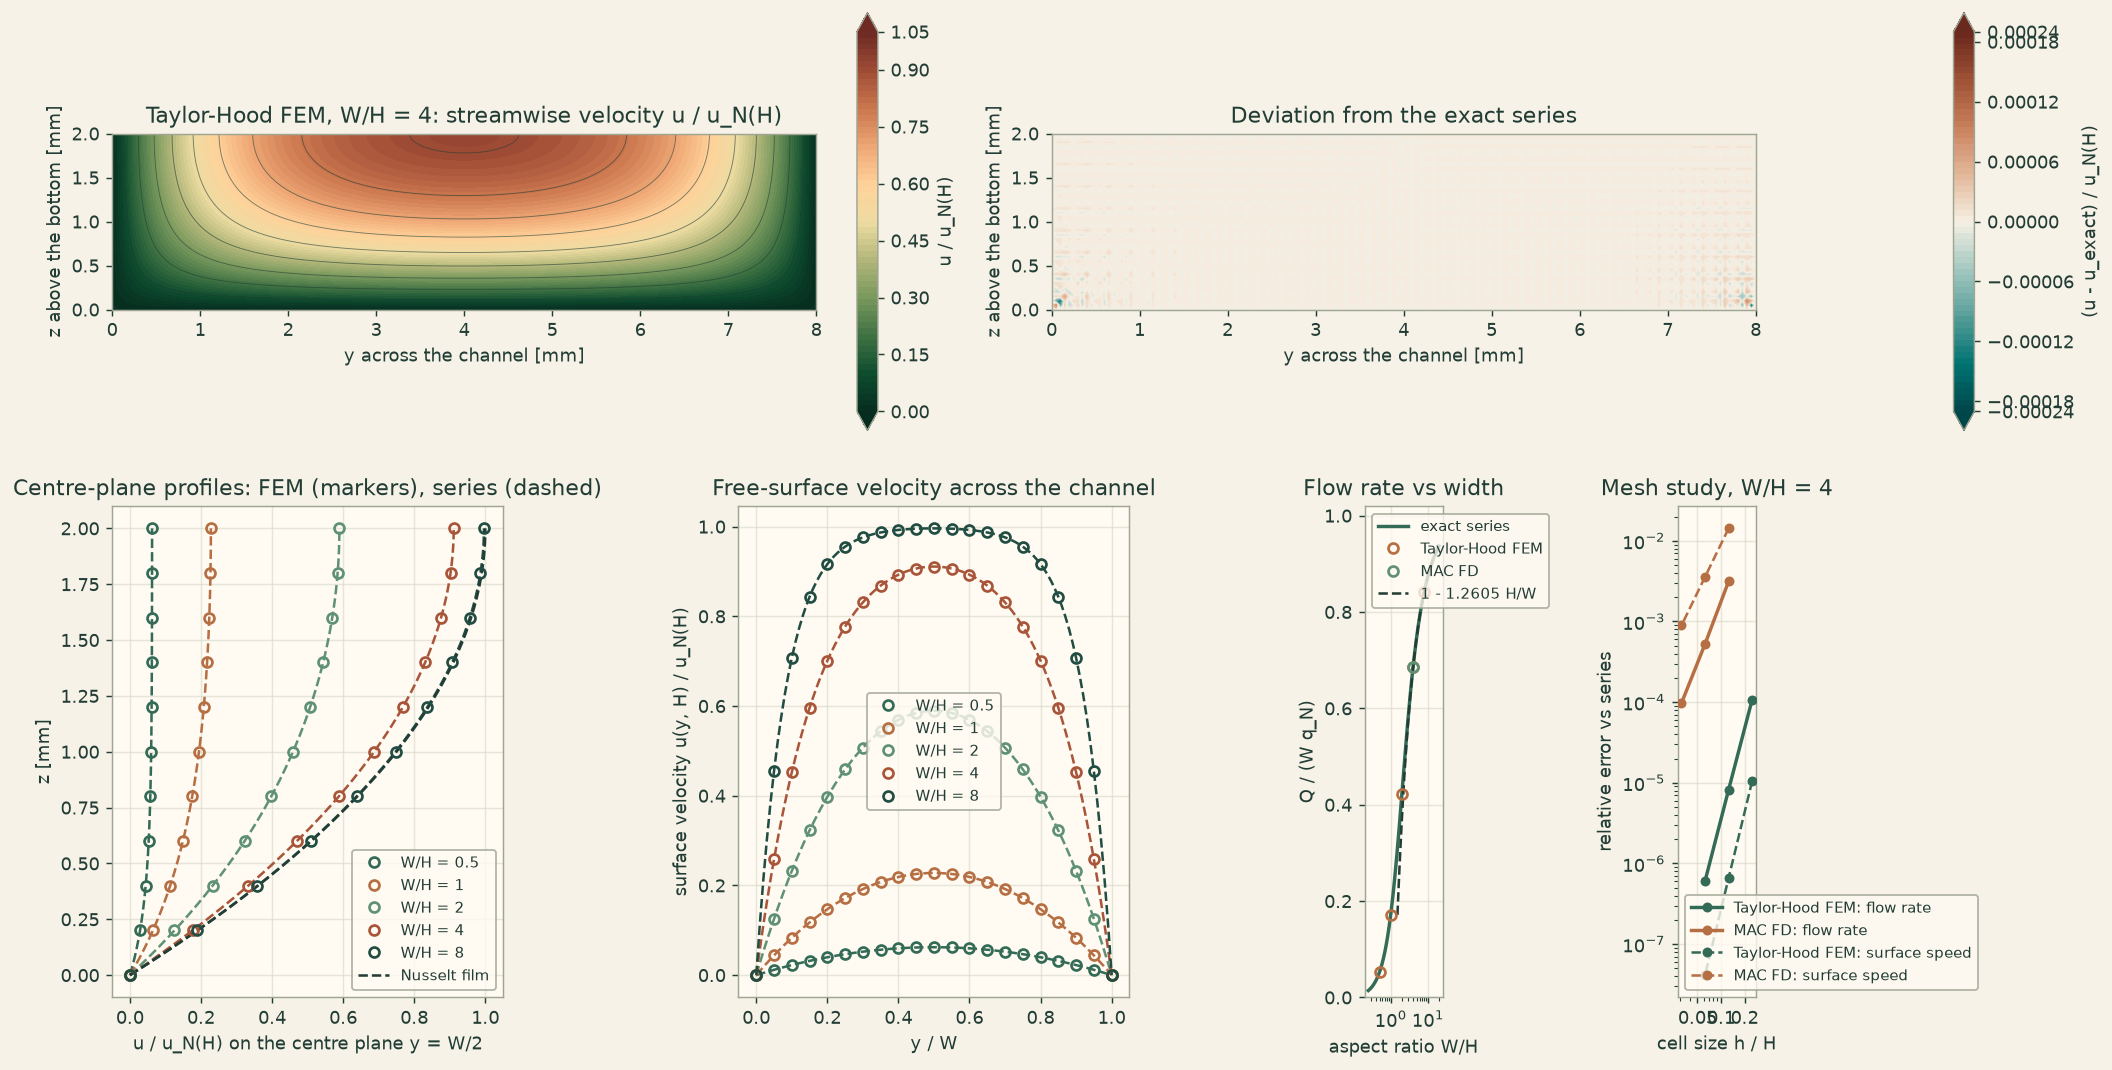 Taylor-Hood FEM, W/H = 4: streamwise velocity u / u_N(H)
z above the bottom [mm]
2.0
1.5
1.0
0.5
0.0
0 1 2 3 4 5 6 7 8
y across the channel [mm]
1.05
0.90
0.75
0.60
0.45
0.30
0.15
0.00
u / u_N(H)
Deviation from the exact series
z above the bottom [mm]
2.0
1.5
1.0
0.5
0.0
0 1 2 3 4 5 6 7 8
y across the channel [mm]
0.00024
0.00018
0.00012
0.00006
0.00000
−0.00006
−0.00012
−0.00018
−0.00024
(u - u_exact) / u_N(H)
Centre-plane profiles: FEM (markers), series (dashed)
z [mm]
2.00
1.75
1.50
1.25
1.00
0.75
0.50
0.25
0.00
W/H = 0.5
W/H = 1
W/H = 2
W/H = 4
W/H = 8
Nusselt film
0.0 0.2 0.4 0.6 0.8 1.0
u / u_N(H) on the centre plane y = W/2
Free-surface velocity across the channel
surface velocity u(y, H) / u_N(H)
1.0
0.8
0.6
0.4
0.2
0.0
W/H = 0.5
W/H = 1
W/H = 2
W/H = 4
W/H = 8
0.0 0.2 0.4 0.6 0.8 1.0
y / W
Flow rate vs width
Q / (W q_N)
1.0
0.8
0.6
0.4
0.2
0.0
exact series
Taylor-Hood FEM
MAC FD
1 - 1.2605 H/W
10⁰ 10¹
aspect ratio W/H
Mesh study, W/H = 4
relative error vs series
10⁻²
10⁻³
10⁻⁴
10⁻⁵
10⁻⁶
10⁻⁷
Taylor-Hood FEM: flow rate
MAC FD: flow rate
Taylor-Hood FEM: surface speed
MAC FD: surface speed
0.05 0.1 0.2
cell size h / H